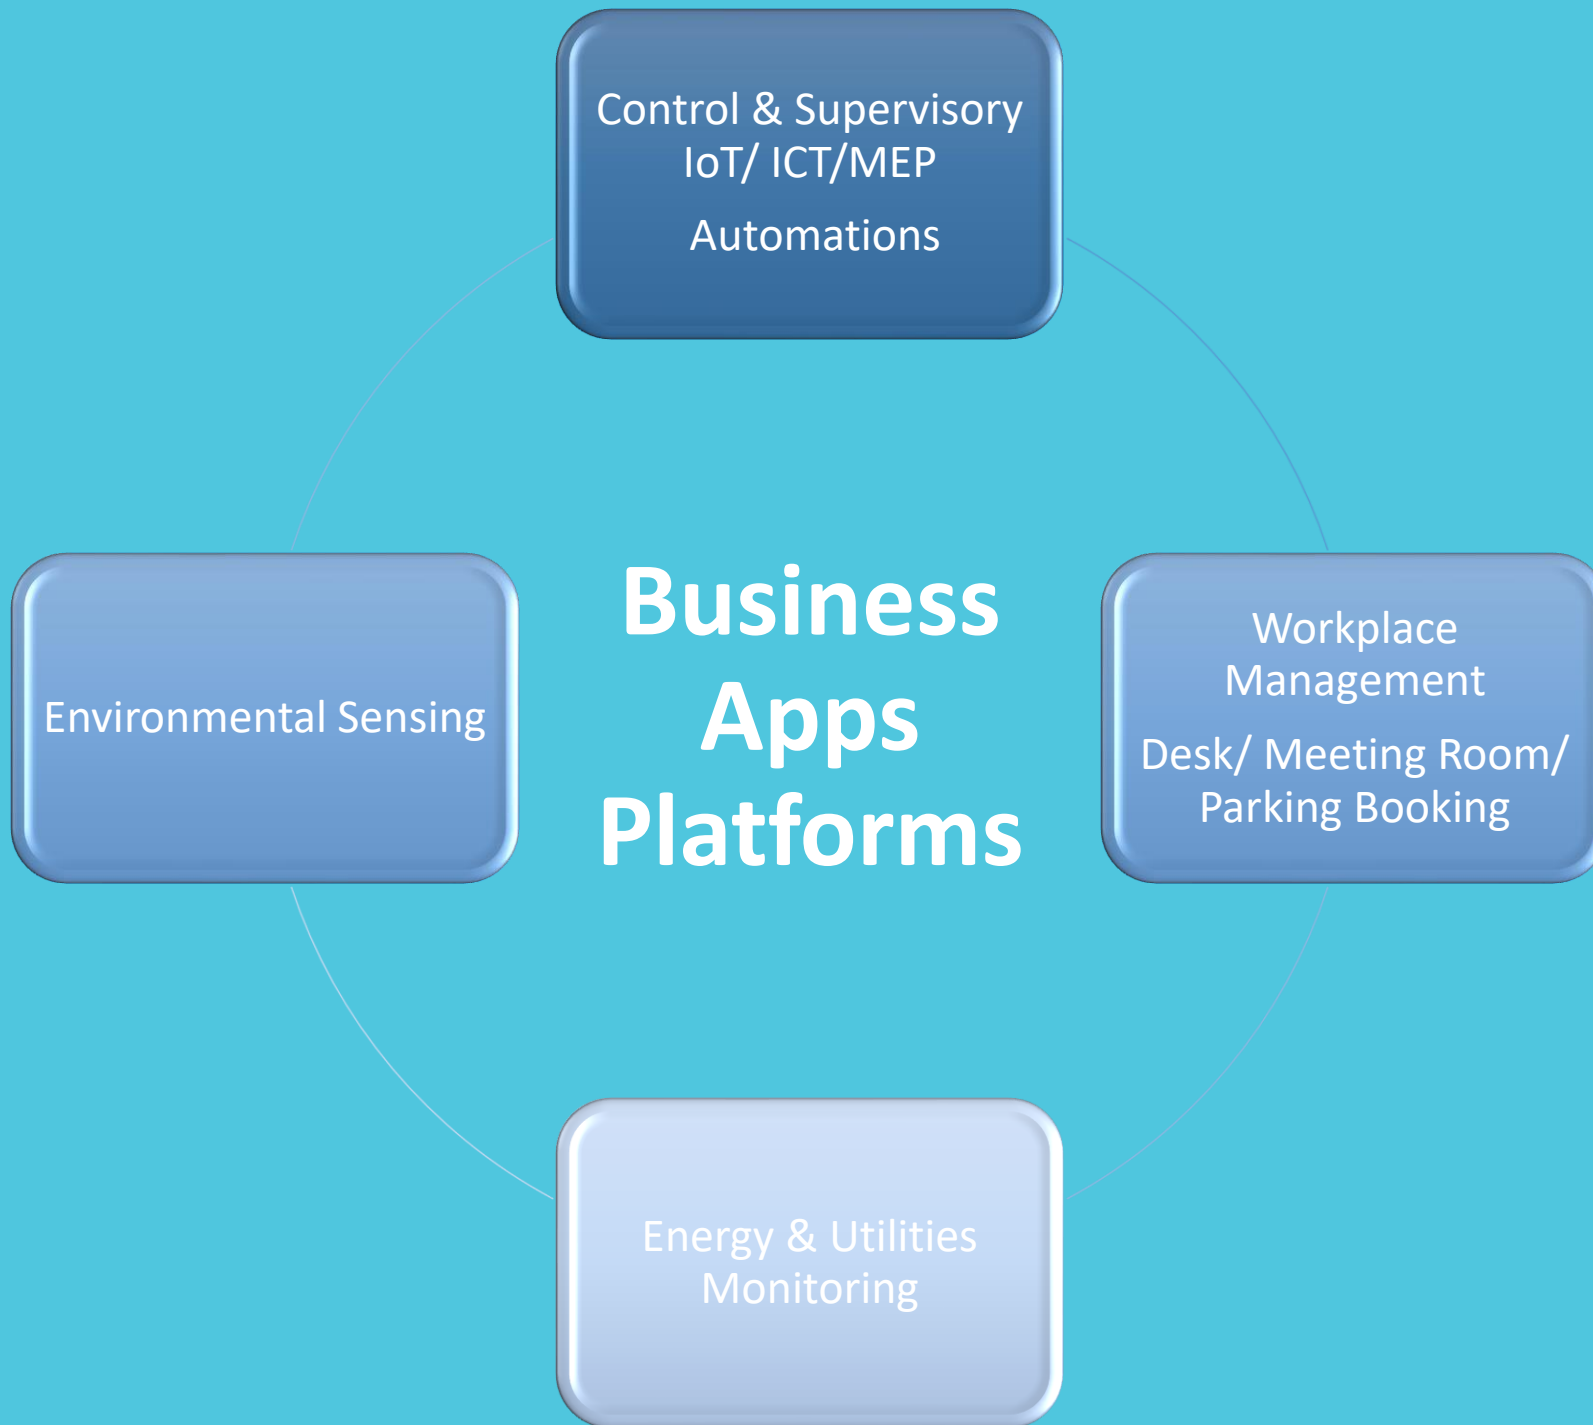 Control & Supervisory
IoT/ ICT/MEP
Automations
Business
Apps
Platforms
Environmental Sensing
Workplace
Management
Desk/ Meeting Room/
Parking Booking
Energy & Utilities
Monitoring